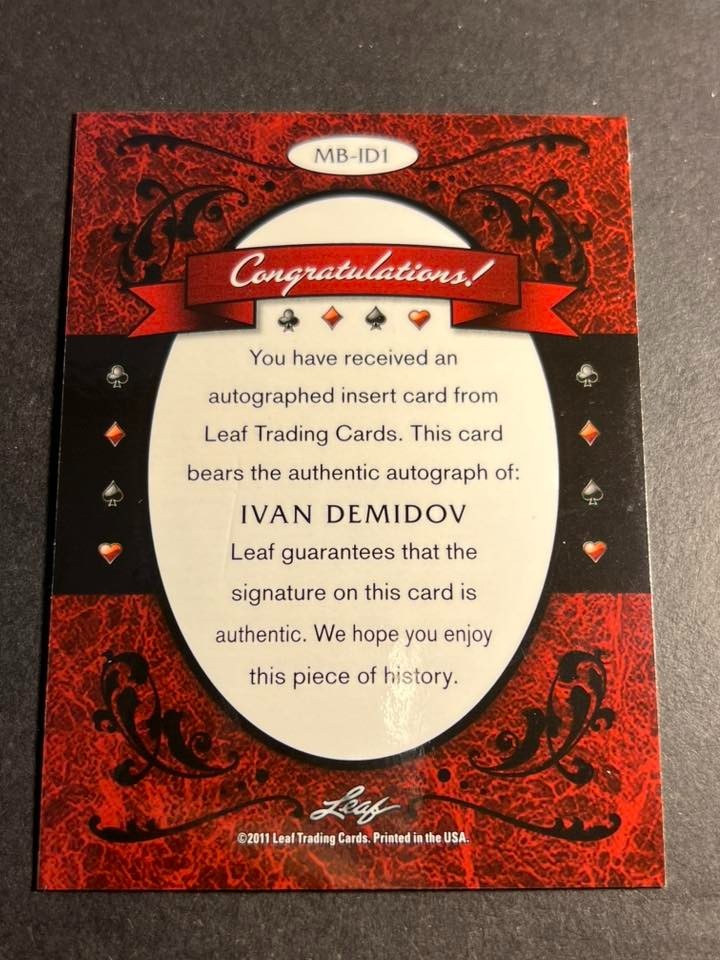 MB-ID1
Congratulations!
You have received an
autographed insert card from
Leaf Trading Cards. This card
bears the authentic autograph of:
IVAN DEMIDOV
Leaf guarantees that the
signature on this card is
authentic. We hope you enjoy
this piece of history.
Leaf
©2011 Leaf Trading Cards. Printed in the USA.